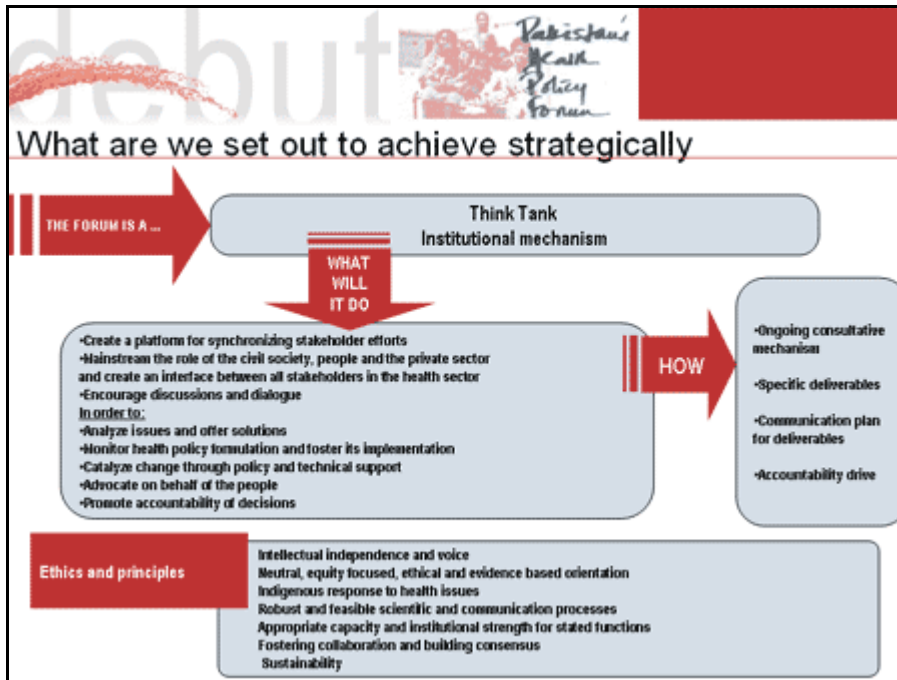 debut
Pakistan's
Health
Policy
Forum
What are we set out to achieve strategically
THE FORUM IS A ...
Think Tank
Institutional mechanism
WHAT
WILL
IT DO
•Create a platform for synchronizing stakeholder efforts
•Mainstream the role of the civil society, people and the private sector
and create an interface between all stakeholders in the health sector
•Encourage discussions and dialogue
In order to:
•Analyze issues and offer solutions
•Monitor health policy formulation and foster its implementation
•Catalyze change through policy and technical support
•Advocate on behalf of the people
•Promote accountability of decisions
HOW
•Ongoing consultative
mechanism
•Specific deliverables
•Communication plan
for deliverables
•Accountability drive
Ethics and principles
Intellectual independence and voice
Neutral, equity focused, ethical and evidence based orientation
Indigenous response to health issues
Robust and feasible scientific and communication processes
Appropriate capacity and institutional strength for stated functions
Fostering collaboration and building consensus
Sustainability